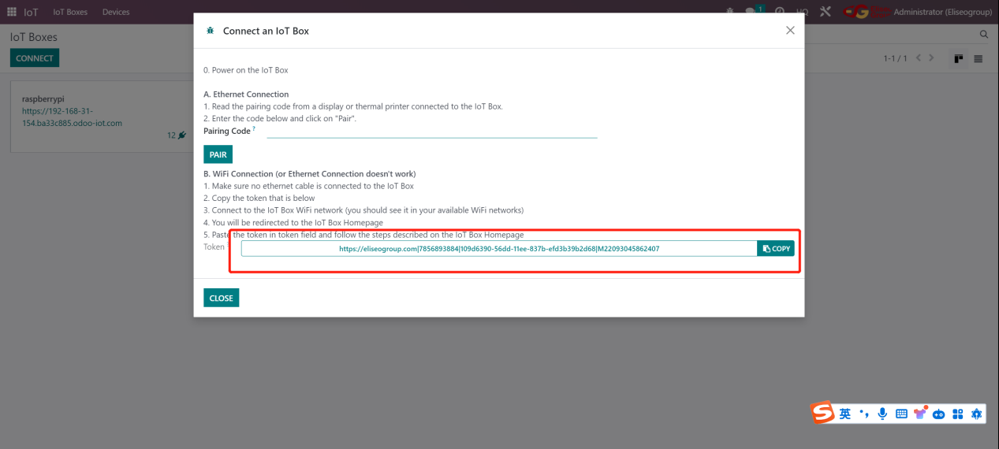 IoT IoT Boxes Devices 1 HQ Administrator (Eliseogroup)
IoT Boxes
CONNECT
1-1 / 1
raspberrypi
https://192-168-31-
154.ba33c885.odoo-iot.com
12
Connect an IoT Box
0. Power on the IoT Box
A. Ethernet Connection
1. Read the pairing code from a display or thermal printer connected to the IoT Box.
2. Enter the code below and click on "Pair".
Pairing Code ?
PAIR
B. WiFi Connection (or Ethernet Connection doesn't work)
1. Make sure no ethernet cable is connected to the IoT Box
2. Copy the token that is below
3. Connect to the IoT Box WiFi network (you should see it in your available WiFi networks)
4. You will be redirected to the IoT Box Homepage
5. Paste the token in token field and follow the steps described on the IoT Box Homepage
Token
https://eliseogroup.com|7856893884|109d6390-56dd-11ee-837b-efd3b39b2d68|M22093045862407
COPY
CLOSE
英